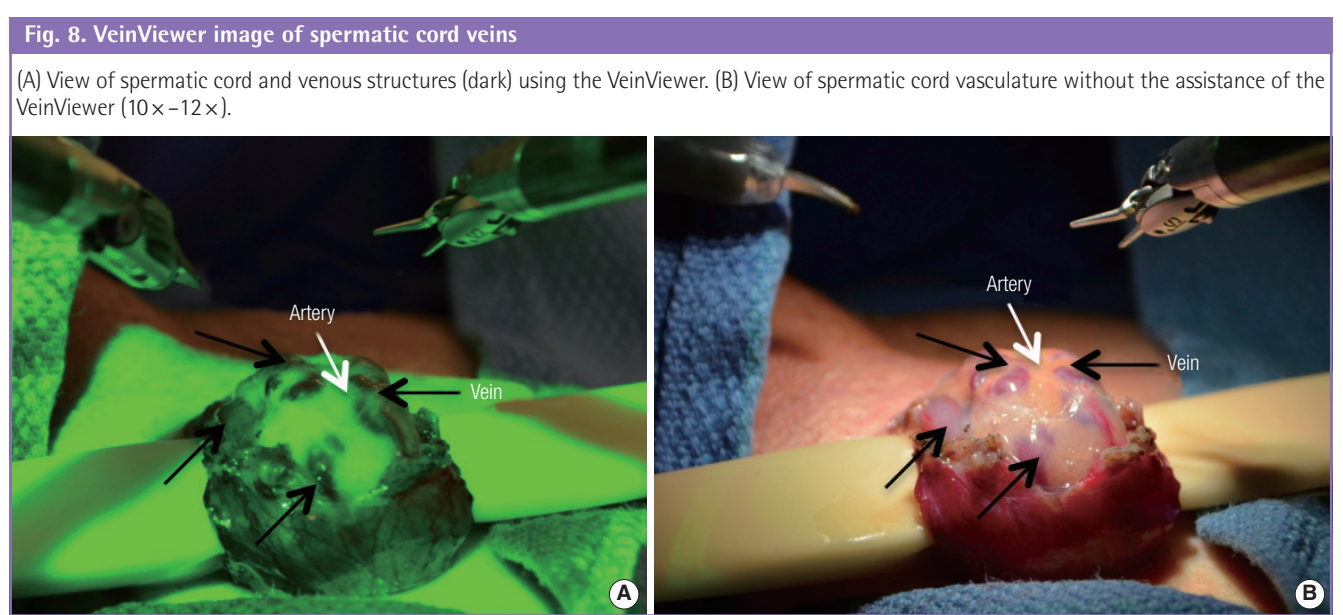 Fig. 8. VeinViewer image of spermatic cord veins
(A) View of spermatic cord and venous structures (dark) using the VeinViewer. (B) View of spermatic cord vasculature without the assistance of the
VeinViewer (10×–12×).
Artery
Vein
A
Artery
Vein
B